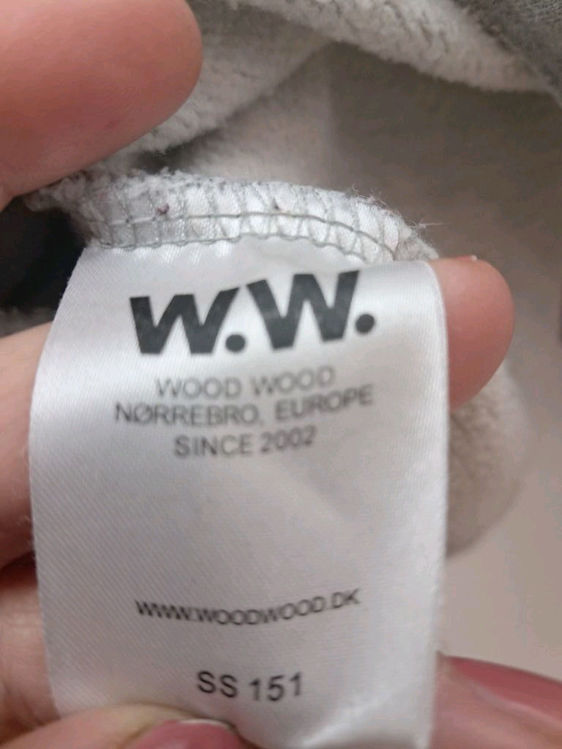 W.W.
WOOD WOOD
NØRREBRO, EUROPE
SINCE 2002
WWW.WOODWOOD.DK
SS 151